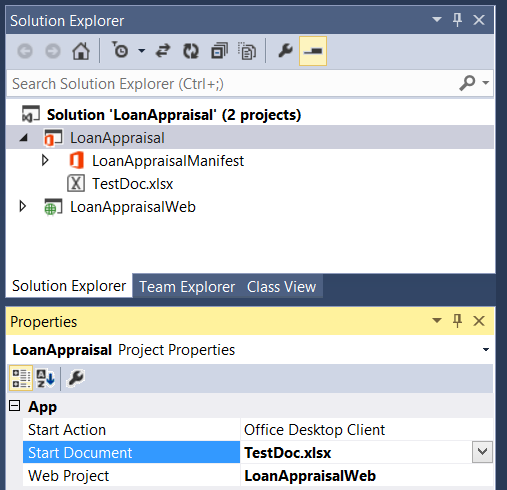 Solution Explorer
Search Solution Explorer (Ctrl+;)
Solution 'LoanAppraisal' (2 projects)
LoanAppraisal
LoanAppraisalManifest
TestDoc.xlsx
LoanAppraisalWeb
Solution Explorer Team Explorer Class View
Properties
LoanAppraisal Project Properties
App
Start Action Office Desktop Client
Start Document TestDoc.xlsx
Web Project LoanAppraisalWeb